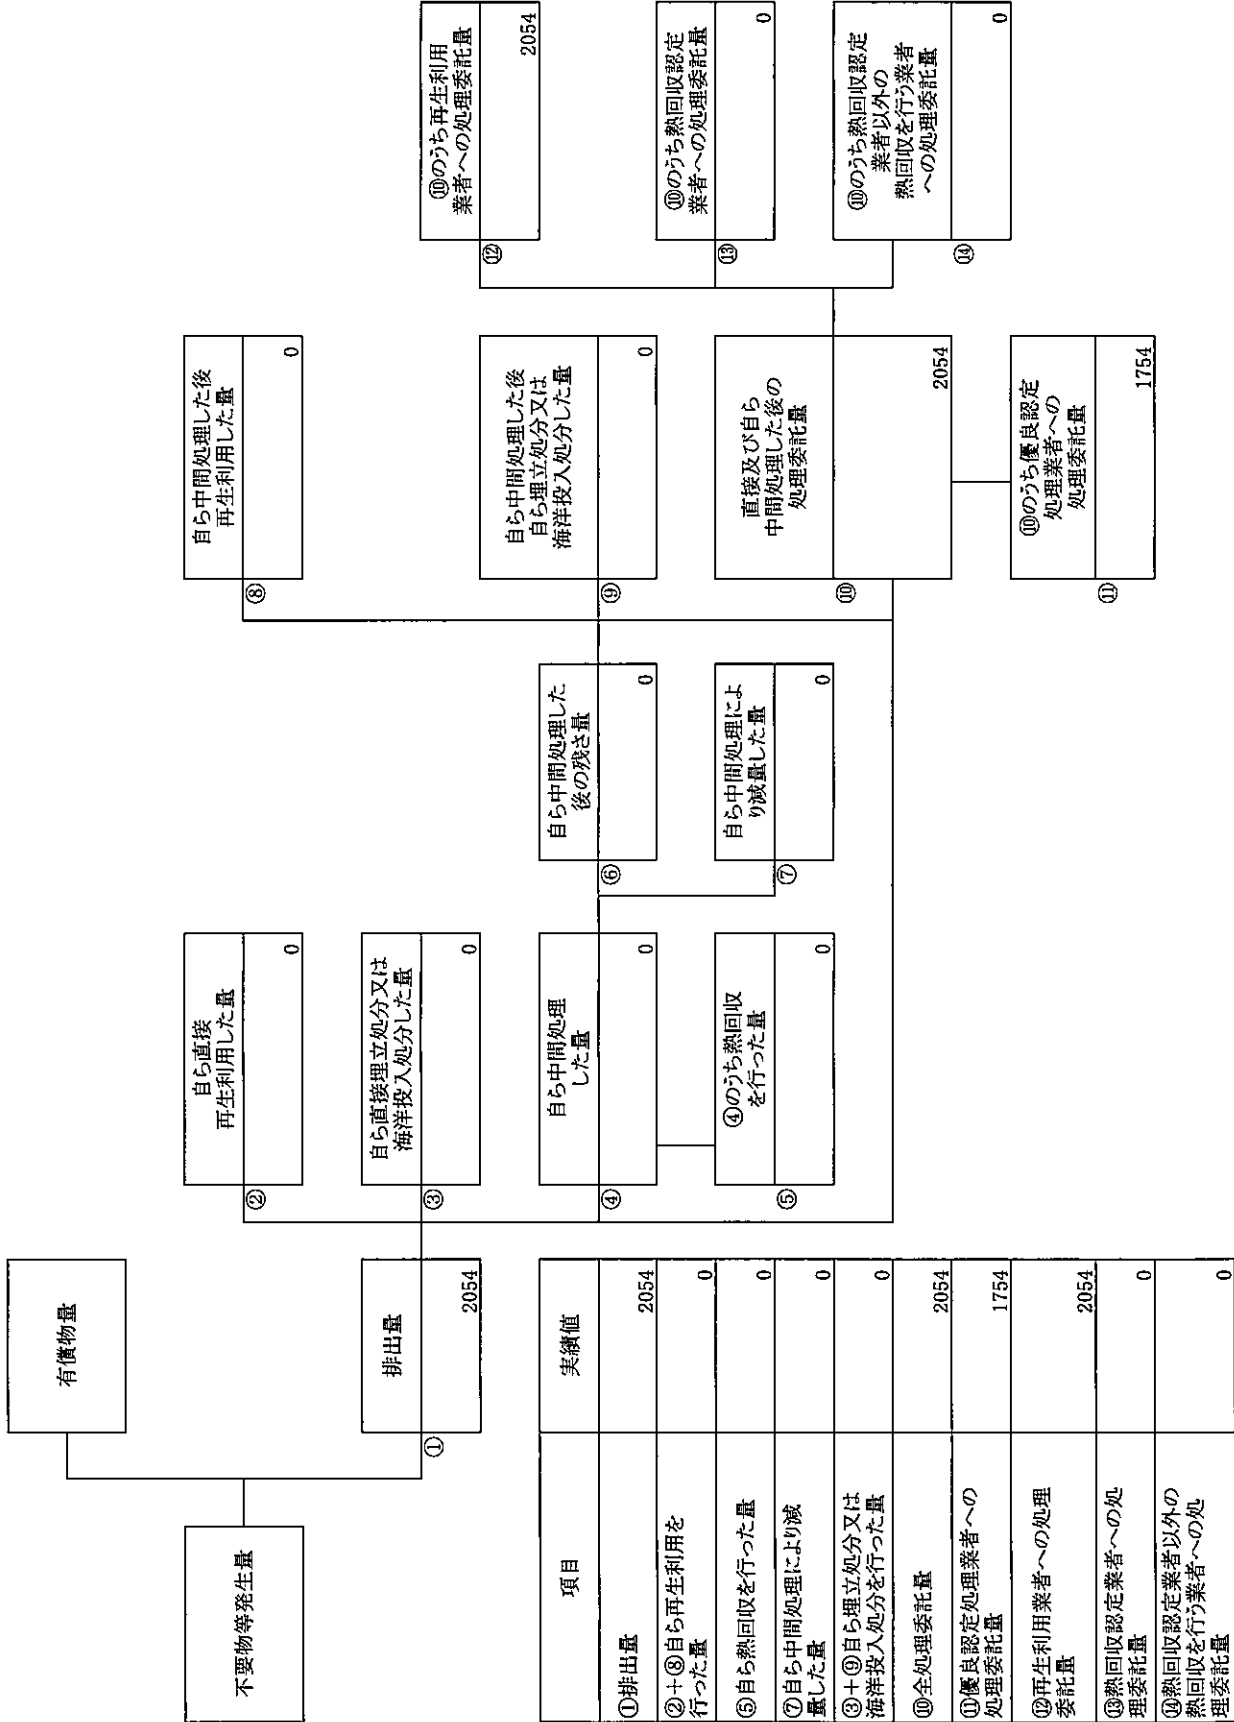 有償物量
不要物等発生量
排出量
①
2054
自ら直接
再生利用した量
②
0
自ら直接埋立処分又は
海洋投入処分した量
③
0
自ら中間処理
した量
④
0
④のうち熱回収
を行った量
⑤
0
自ら中間処理した
後の残さ量
⑥
0
自ら中間処理によ
り減量した量
⑦
0
自ら中間処理した後
再生利用した量
⑧
0
自ら中間処理した後
自ら埋立処分又は
海洋投入処分した量
⑨
0
直接及び自ら
中間処理した後の
処理委託量
⑩
2054
⑩のうち優良認定
処理業者への
処理委託量
⑪
1754
⑩のうち再生利用
業者への処理委託量
⑫
2054
⑩のうち熱回収認定
業者への処理委託量
⑬
0
⑩のうち熱回収認定
業者以外の
熱回収を行う業者
への処理委託量
⑭
0
項目 実績値
①排出量 2054
②+⑧自ら再生利用を
行った量 0
⑤自ら熱回収を行った量 0
⑦自ら中間処理により減
量した量 0
③+⑨自ら埋立処分又は
海洋投入処分を行った量 0
⑩全処理委託量 2054
⑪優良認定処理業者への
処理委託量 1754
⑫再生利用業者への処理
委託量 2054
⑬熱回収認定業者への処
理委託量 0
⑭熱回収認定業者以外の
熱回収を行う業者への処
理委託量 0